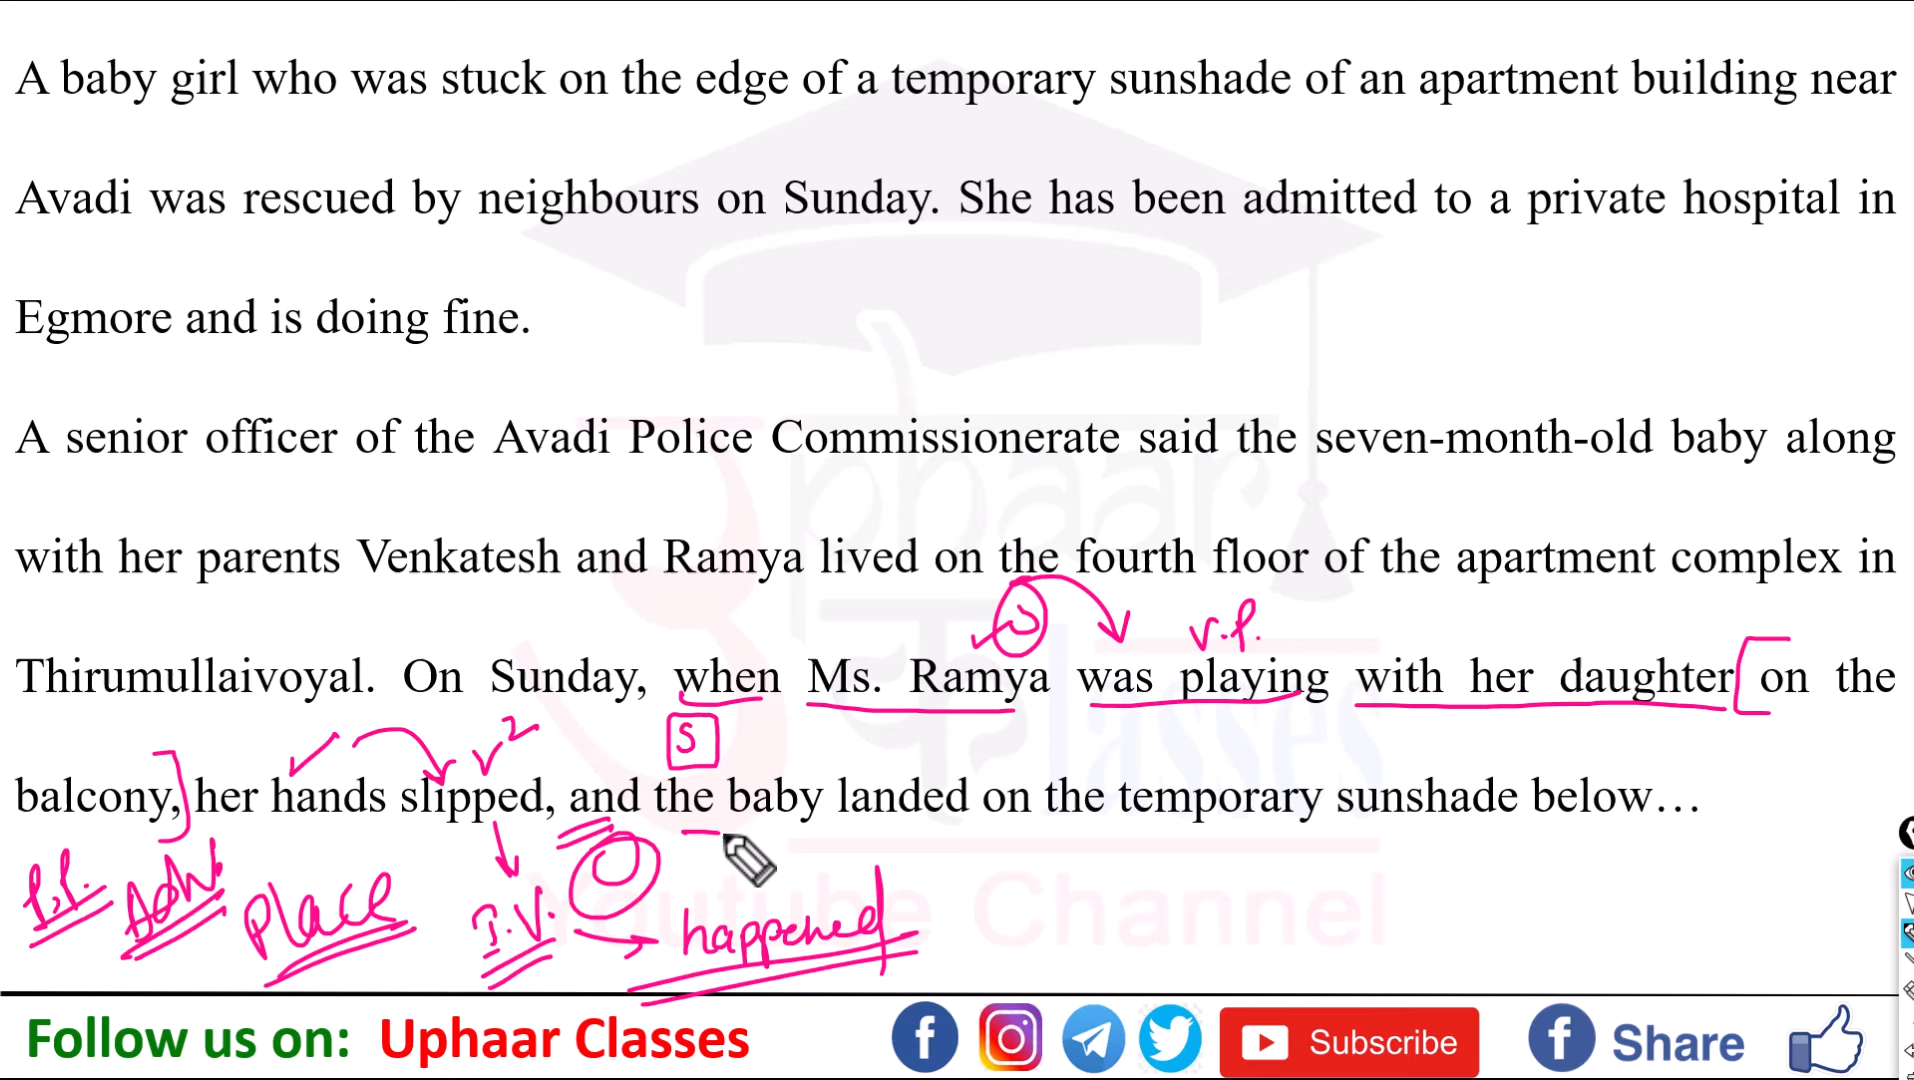 A baby girl who was stuck on the edge of a temporary sunshade of an apartment building near
Avadi was rescued by neighbours on Sunday. She has been admitted to a private hospital in
Egmore and is doing fine.
A senior officer of the Avadi Police Commissionerate said the seven-month-old baby along
with her parents Venkatesh and Ramya lived on the fourth floor of the apartment complex in
S v.p.
Thirumullaivoyal. On Sunday, when Ms. Ramya was playing with her daughter on the
v2 S
balcony, her hands slipped, and the baby landed on the temporary sunshade below…
Place I.V. happened
Youtube Channel
Follow us on: Uphaar Classes Subscribe Share